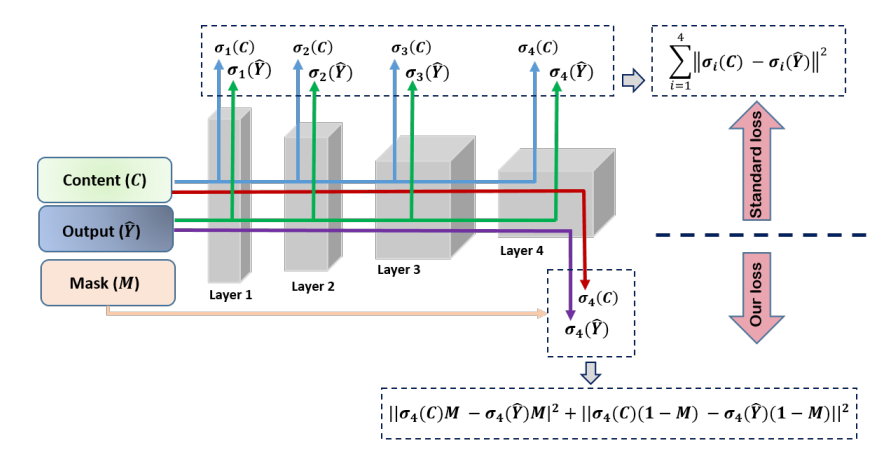 σ₁(C) σ₂(C) σ₃(C) σ₄(C)
σ₁(Ŷ) σ₂(Ŷ) σ₃(Ŷ) σ₄(Ŷ)
4
∑‖σᵢ(C) − σᵢ(Ŷ)‖²
i=1
Standard loss
Content (C)
Output (Ŷ)
Mask (M)
Layer 1
Layer 2
Layer 3
Layer 4
Our loss
σ₄(C)
σ₄(Ŷ)
||σ₄(C)M − σ₄(Ŷ)M|² + ||σ₄(C)(1 − M) − σ₄(Ŷ)(1 − M)||²